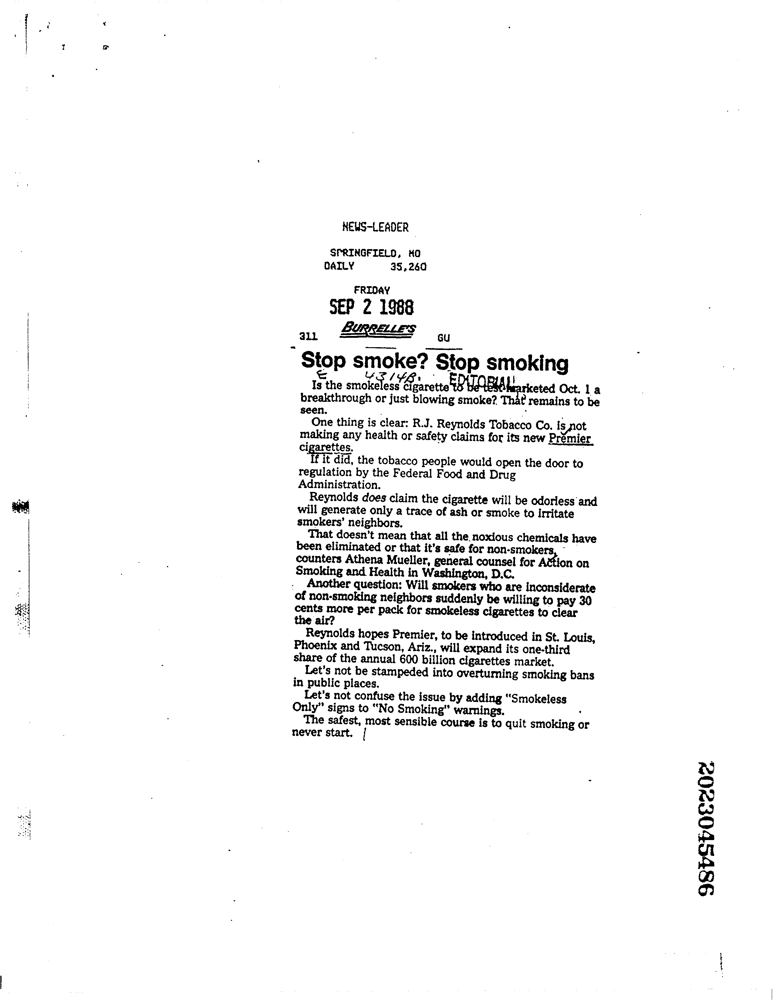 NEWS-LEADER
SPRINGFIELD, MO
DAILY 35,260
FRIDAY
SEP 2 1988
BURRELLE'S
311 GU
Stop smoke? Stop smoking
E 4314B. EDITORIAL
Is the smokeless cigarette to be test-marketed Oct. 1 a
breakthrough or just blowing smoke? That remains to be
seen.
One thing is clear: R.J. Reynolds Tobacco Co. is not
making any health or safety claims for its new Premier
cigarettes.
If it did, the tobacco people would open the door to
regulation by the Federal Food and Drug
Administration.
Reynolds does claim the cigarette will be odorless and
will generate only a trace of ash or smoke to irritate
smokers' neighbors.
That doesn't mean that all the noxious chemicals have
been eliminated or that it's safe for non-smokers,
counters Athena Mueller, general counsel for Action on
Smoking and Health in Washington, D.C.
Another question: Will smokers who are inconsiderate
of non-smoking neighbors suddenly be willing to pay 30
cents more per pack for smokeless cigarettes to clear
the air?
Reynolds hopes Premier, to be introduced in St. Louis,
Phoenix and Tucson, Ariz., will expand its one-third
share of the annual 600 billion cigarettes market.
Let's not be stampeded into overturning smoking bans
in public places.
Let's not confuse the issue by adding "Smokeless
Only" signs to "No Smoking" warnings.
The safest, most sensible course is to quit smoking or
never start.
2023045486